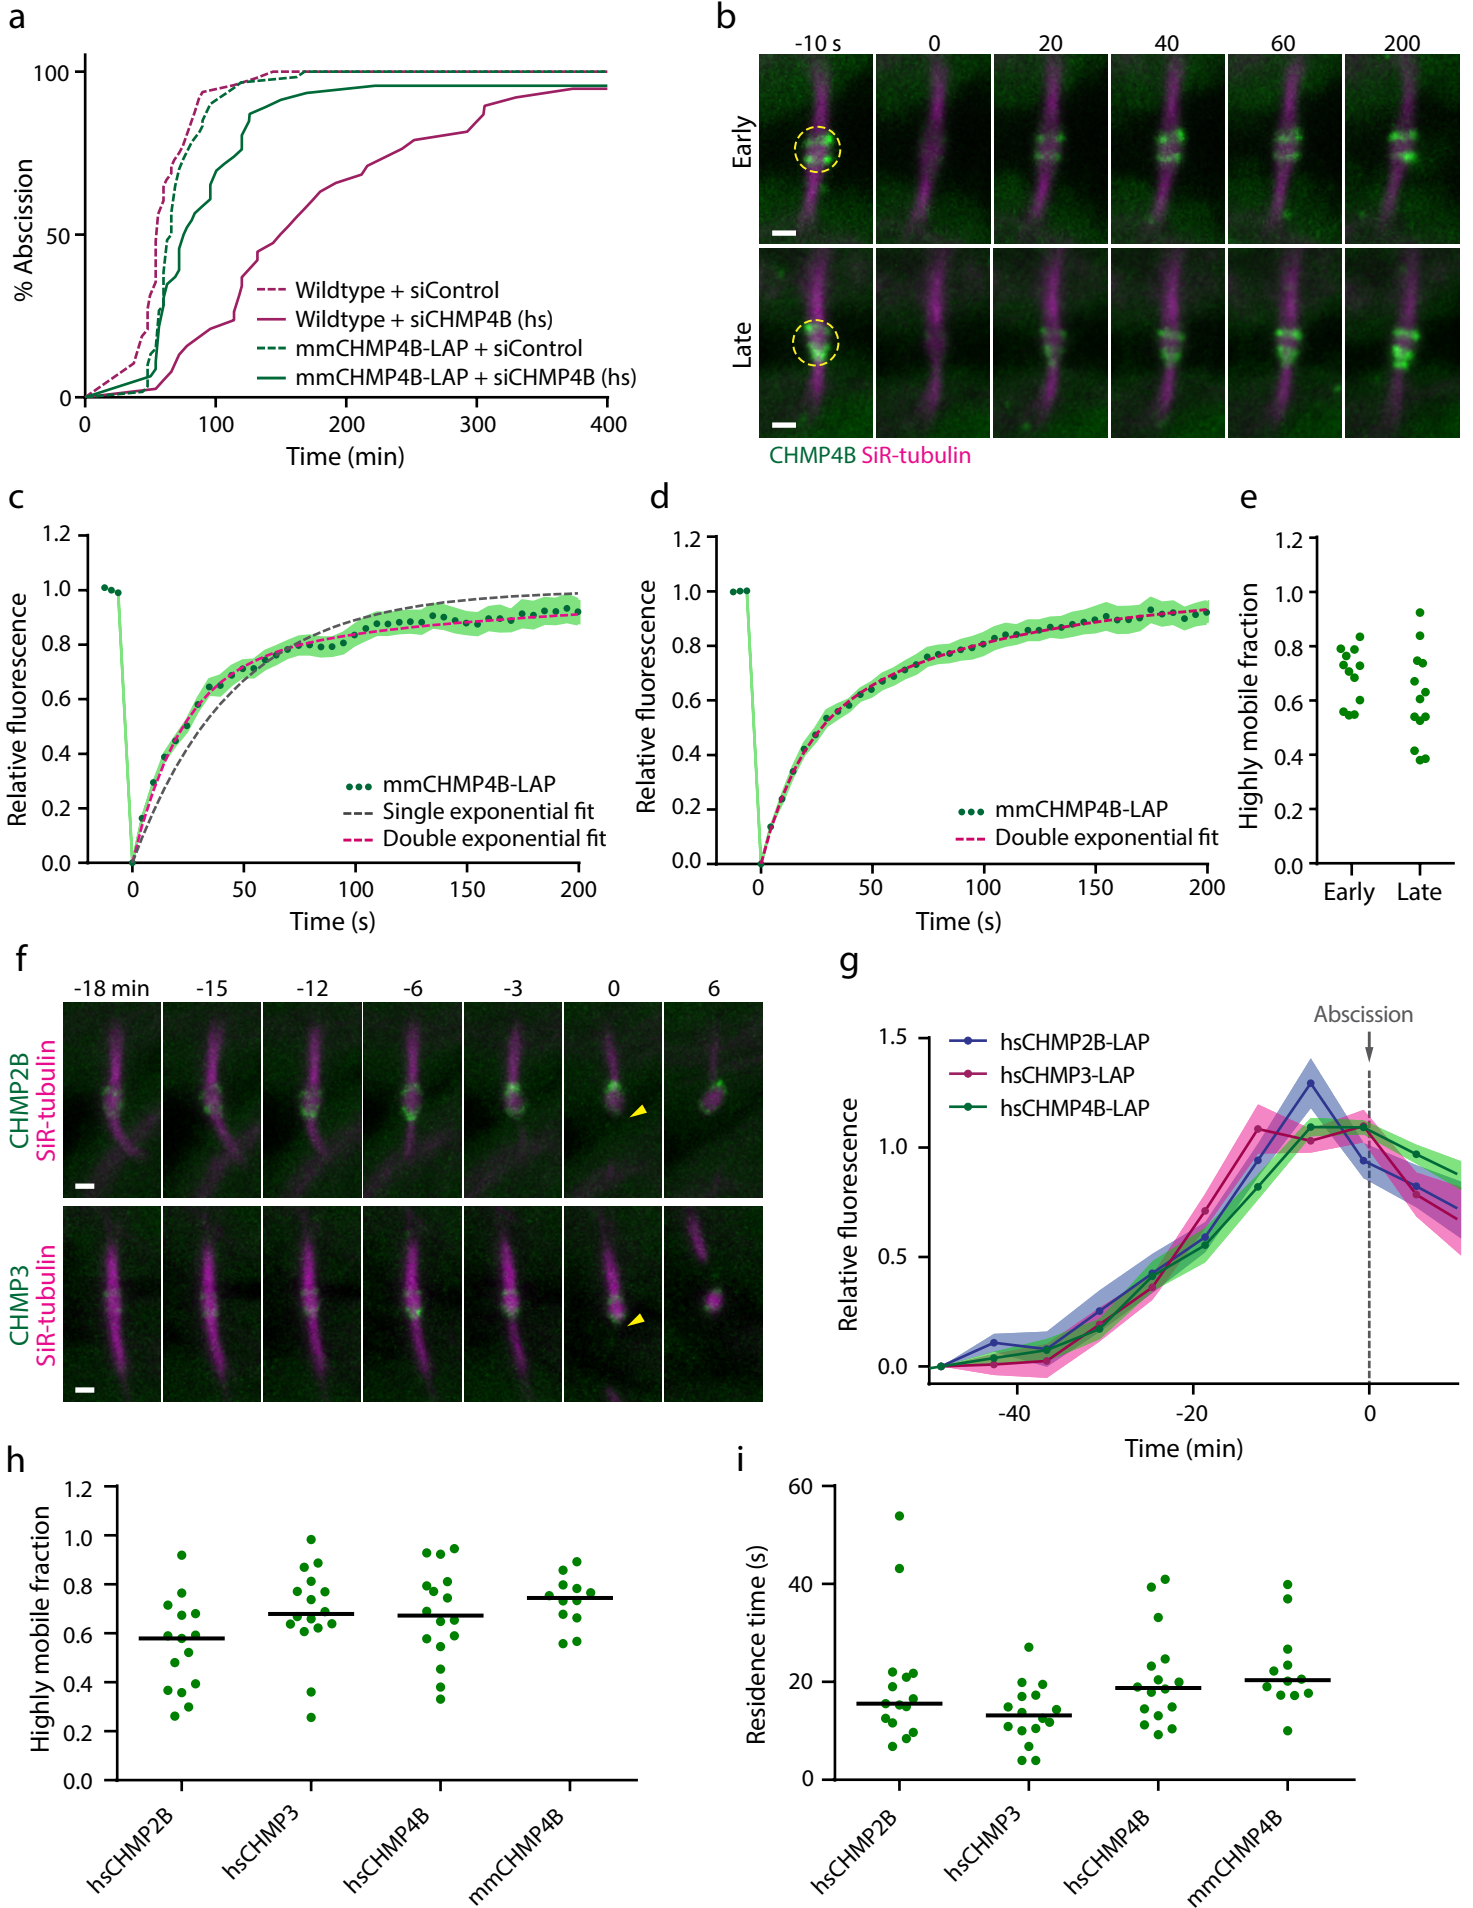 a
100
50
0
% Abscission
0 100 200 300 400
Time (min)
Wildtype + siControl
Wildtype + siCHMP4B (hs)
mmCHMP4B-LAP + siControl
mmCHMP4B-LAP + siCHMP4B (hs)
b
-10 s 0 20 40 60 200
Early
Late
CHMP4B SiR-tubulin
c
1.2
1.0
0.8
0.6
0.4
0.2
0.0
Relative fluorescence
mmCHMP4B-LAP
Single exponential fit
Double exponential fit
0 50 100 150 200
Time (s)
d
1.2
1.0
0.8
0.6
0.4
0.2
0.0
Relative fluorescence
mmCHMP4B-LAP
Double exponential fit
0 50 100 150 200
Time (s)
e
1.2
1.0
0.8
0.6
0.4
0.2
0.0
Highly mobile fraction
Early Late
f
-18 min -15 -12 -6 -3 0 6
CHMP2B
SiR-tubulin
CHMP3
SiR-tubulin
g
Abscission
1.5
1.0
0.5
0.0
Relative fluorescence
hsCHMP2B-LAP
hsCHMP3-LAP
hsCHMP4B-LAP
-40 -20 0
Time (min)
h
1.2
1.0
0.8
0.6
0.4
0.2
0.0
Highly mobile fraction
hsCHMP2B
hsCHMP3
hsCHMP4B
mmCHMP4B
i
60
40
20
0
Residence time (s)
hsCHMP2B
hsCHMP3
hsCHMP4B
mmCHMP4B